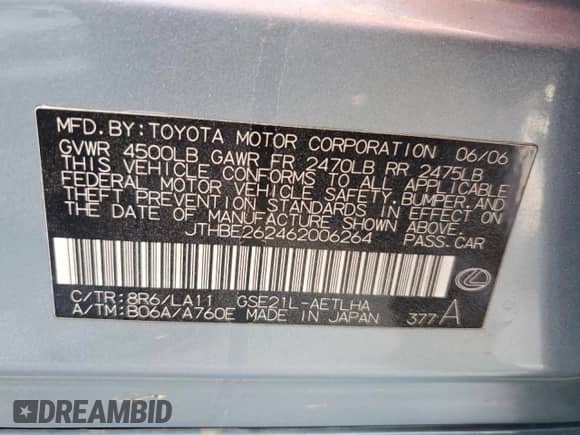 MFD.BY:TOYOTA MOTOR CORPORATION 06/06
GVWR 4500LB GAWR FR 2470LB RR 2475LB
THIS VEHICLE CONFORMS TO ALL APPLICABLE
FEDERAL MOTOR VEHICLE SAFETY,BUMPER,AND
THEFT PREVENTION STANDARDS IN EFFECT ON
THE DATE OF MANUFACTURE SHOWN ABOVE.
JTHBE262462006264 PASS.CAR
C/TR:8R6/LA11 GSE21L-AETLHA
A/TM:B06A/A760E MADE IN JAPAN 377 A
DREAMBID